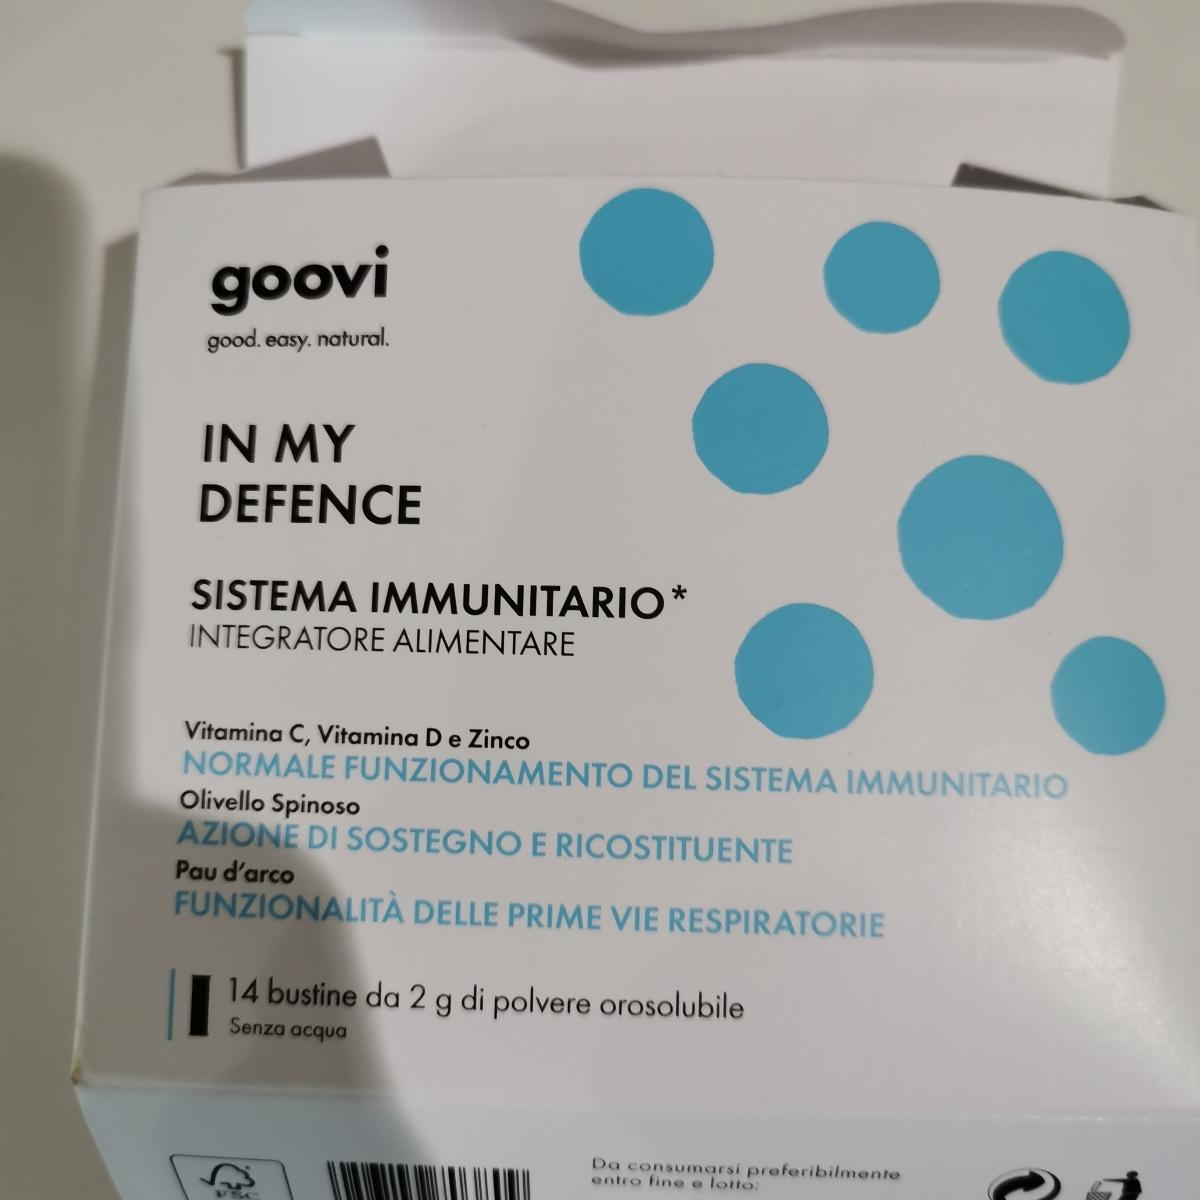 goovi
good. easy. natural.
IN MY
DEFENCE
SISTEMA IMMUNITARIO*
INTEGRATORE ALIMENTARE
Vitamina C, Vitamina D e Zinco
NORMALE FUNZIONAMENTO DEL SISTEMA IMMUNITARIO
Olivello Spinoso
AZIONE DI SOSTEGNO E RICOSTITUENTE
Pau d'arco
FUNZIONALITÀ DELLE PRIME VIE RESPIRATORIE
14 bustine da 2 g di polvere orosolubile
Senza acqua
FSC
Da consumarsi preferibilmente
entro fine e lotto: